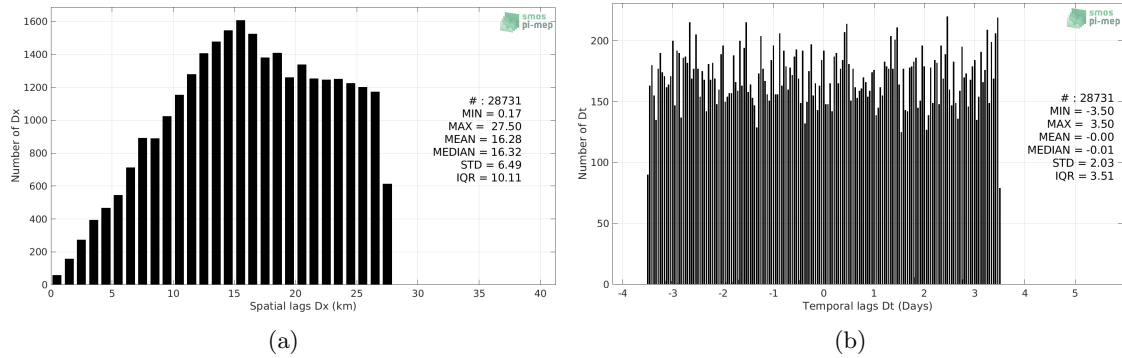 1600
1400
1200
1000
800
600
400
200
0
Number of Dx
smos
pi-mep
# : 28731
MIN = 0.17
MAX = 27.50
MEAN = 16.28
MEDIAN = 16.32
STD = 6.49
IQR = 10.11
0 5 10 15 20 25 30 35 40
Spatial lags Dx (km)
(a)
200
150
100
50
0
Number of Dt
smos
pi-mep
# : 28731
MIN = -3.50
MAX = 3.50
MEAN = -0.00
MEDIAN = -0.01
STD = 2.03
IQR = 3.51
-4 -3 -2 -1 0 1 2 3 4 5
Temporal lags Dt (Days)
(b)